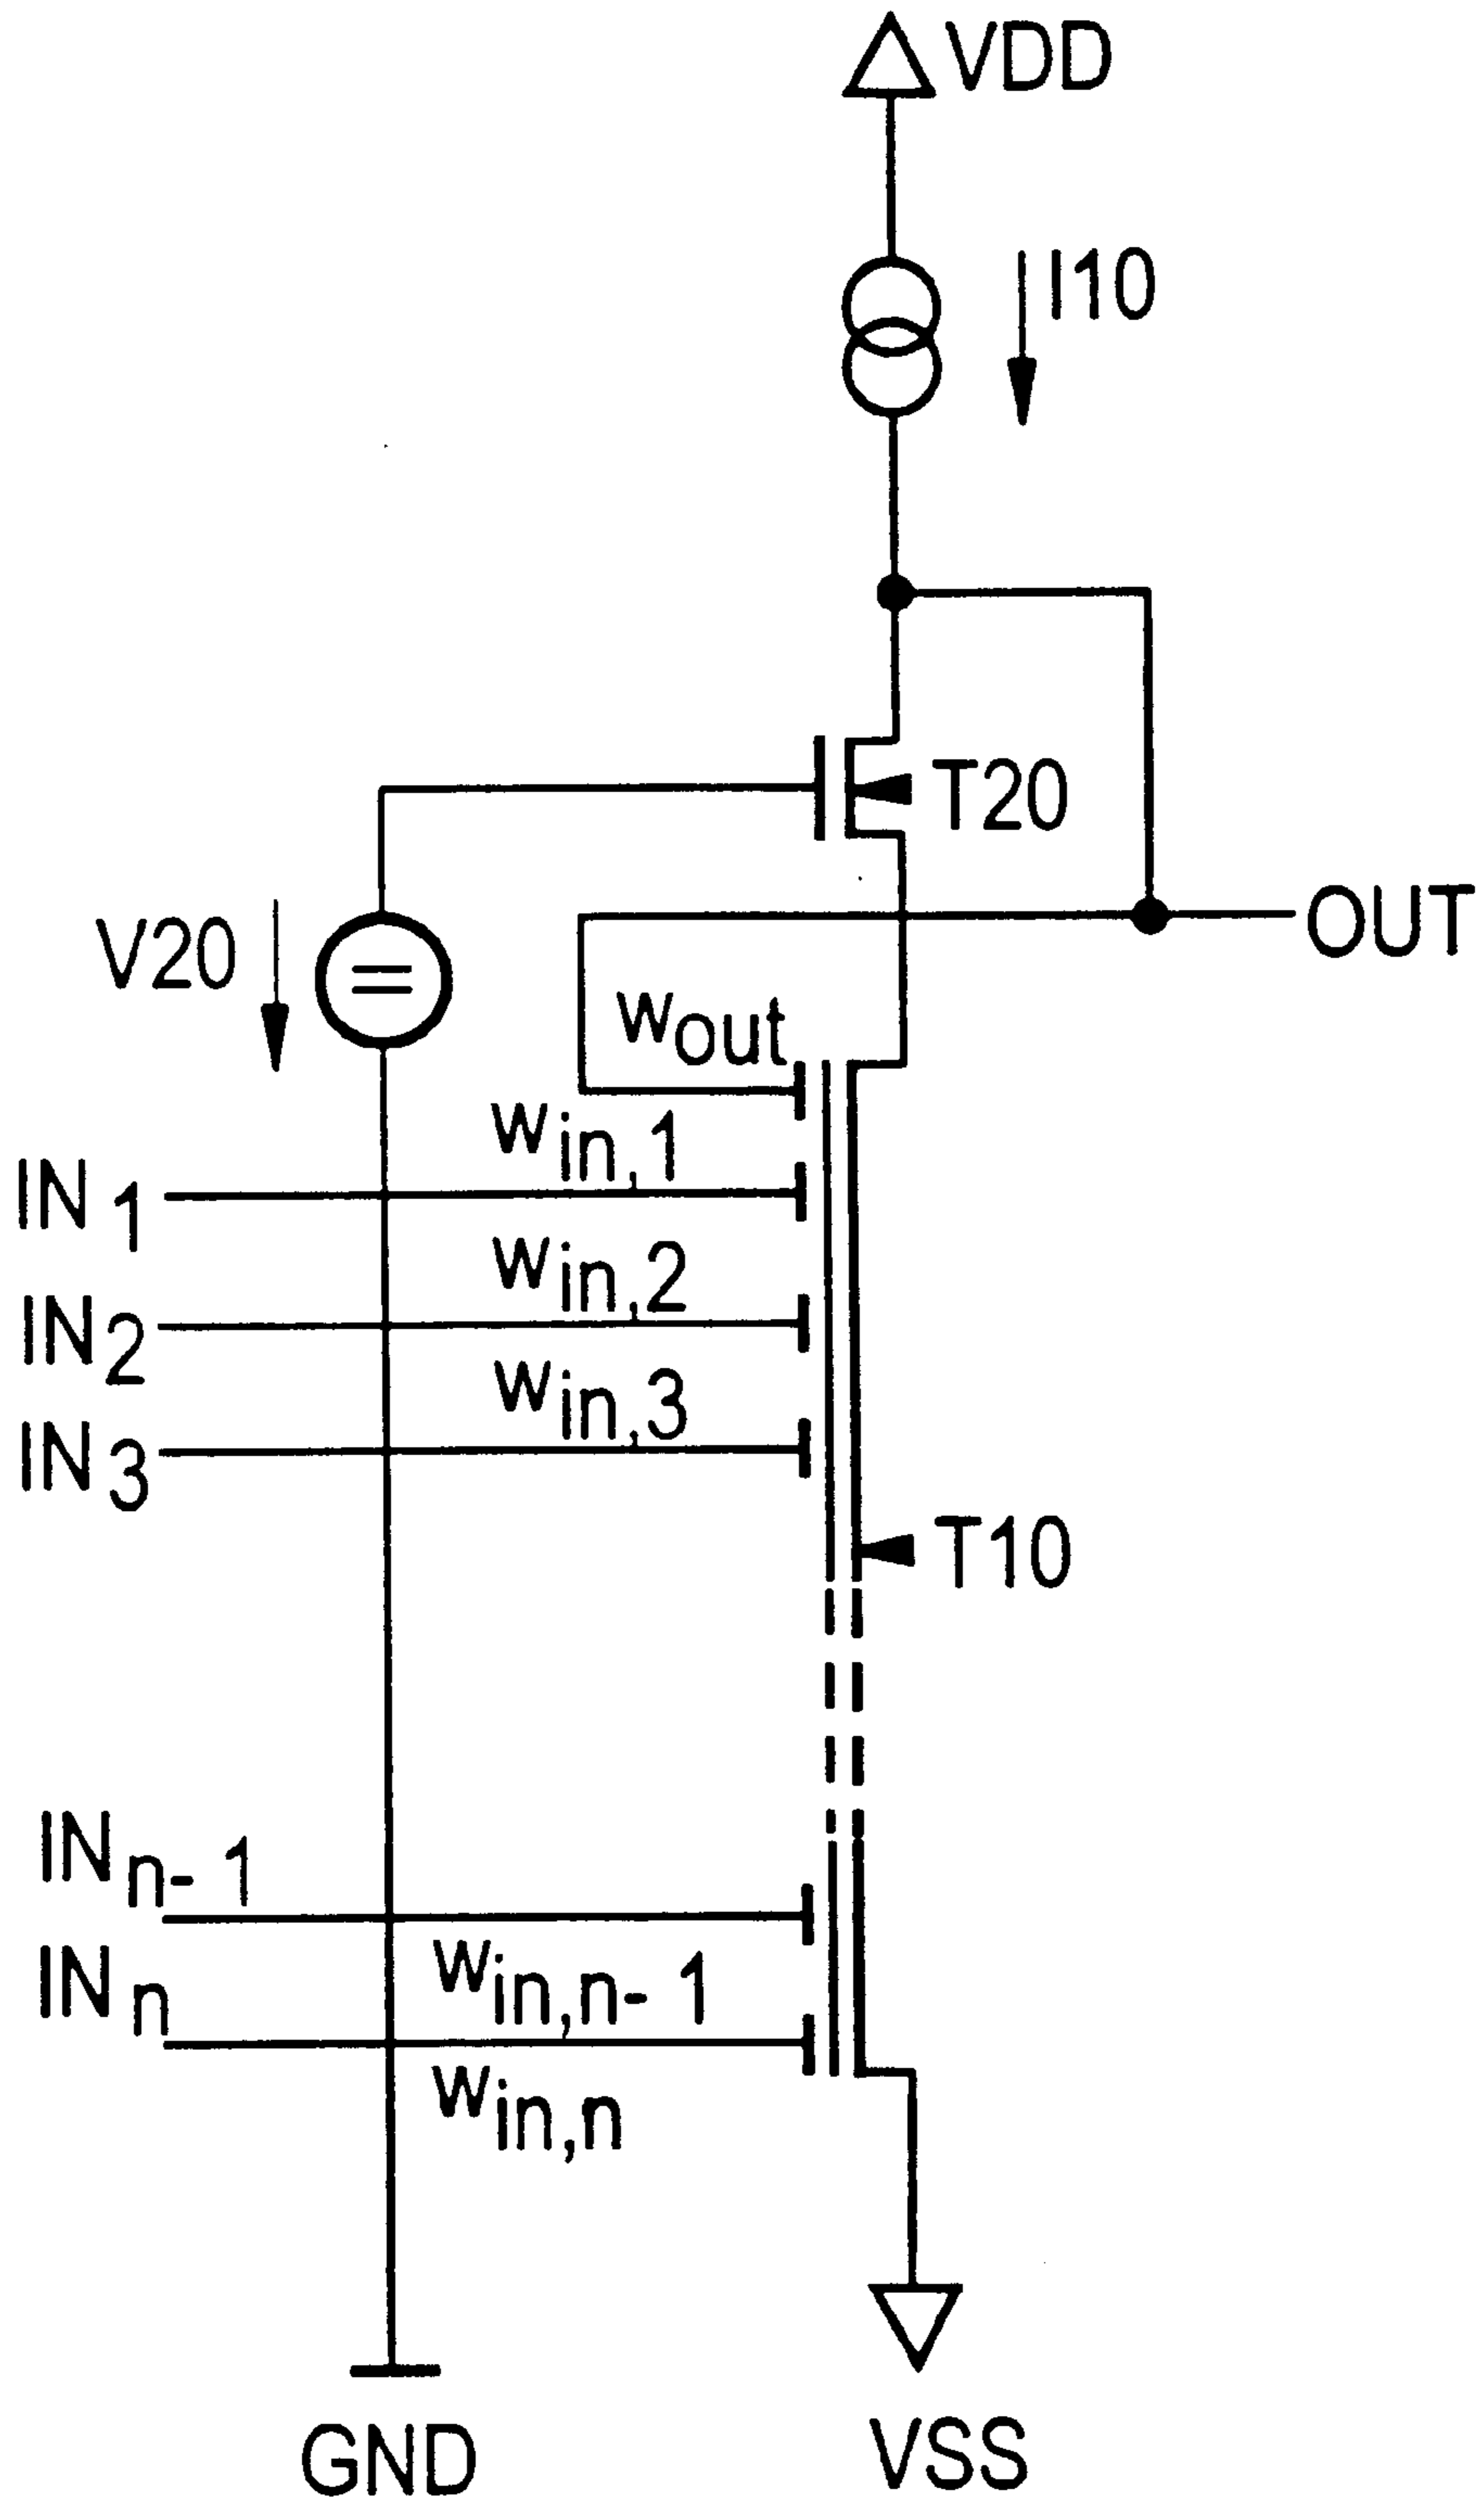 VDD
I10
T20
V20
OUT
wout
win,1
IN1
win,2
IN2
win,3
IN3
T10
INn-1
win,n-1
INn
win,n
GND
VSS